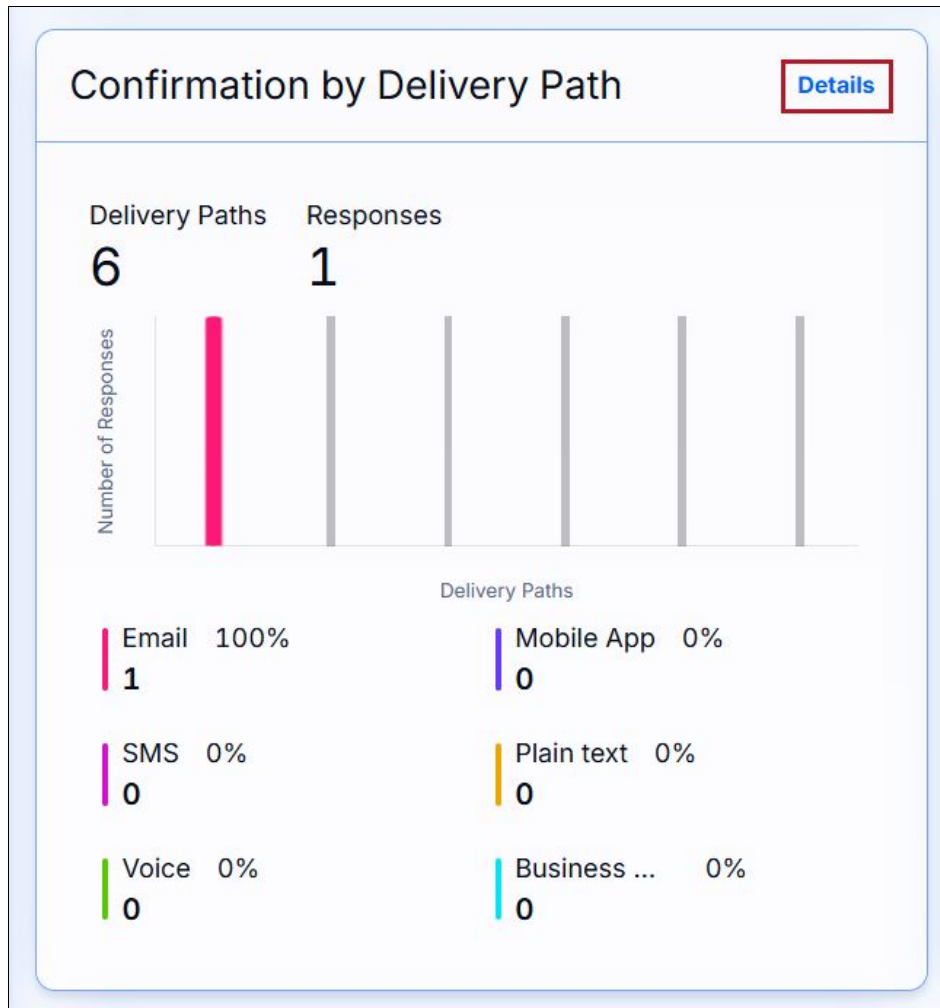 Confirmation by Delivery Path
Details
Delivery Paths Responses
6 1
Number of Responses
Delivery Paths
Email 100% Mobile App 0%
1 0
SMS 0% Plain text 0%
0 0
Voice 0% Business ... 0%
0 0